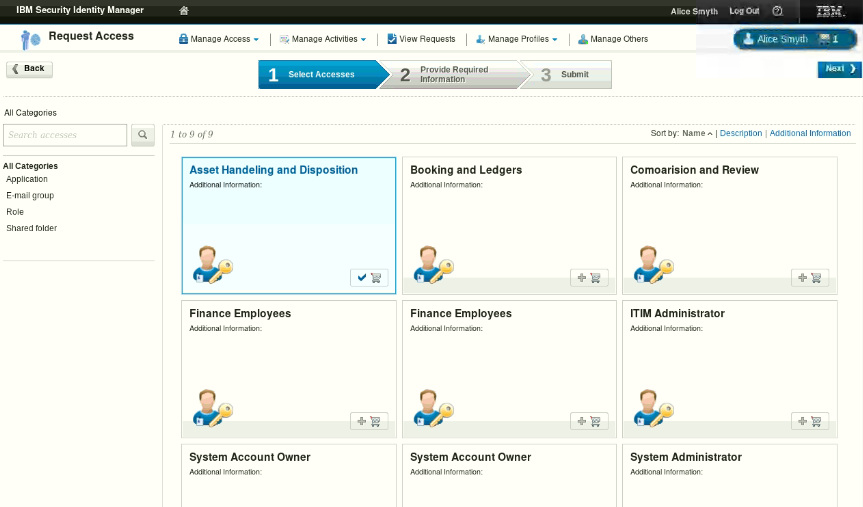 IBM Security Identity Manager
Alice Smyth Log Out IBM
Request Access
Manage Access Manage Activities View Requests Manage Profiles Manage Others
Alice Smyth 1
Back
1 Select Accesses
2 Provide Required
Information
3 Submit
Next
All Categories
Search accesses
1 to 9 of 9
Sort by: Name | Description | Additional Information
All Categories
Application
E-mail group
Role
Shared folder
Asset Handeling and Disposition
Additional Information:
Booking and Ledgers
Additional Information:
Comoarision and Review
Additional Information:
Finance Employees
Additional Information:
Finance Employees
Additional Information:
ITIM Administrator
Additional Information:
System Account Owner
Additional Information:
System Account Owner
Additional Information:
System Administrator
Additional Information: